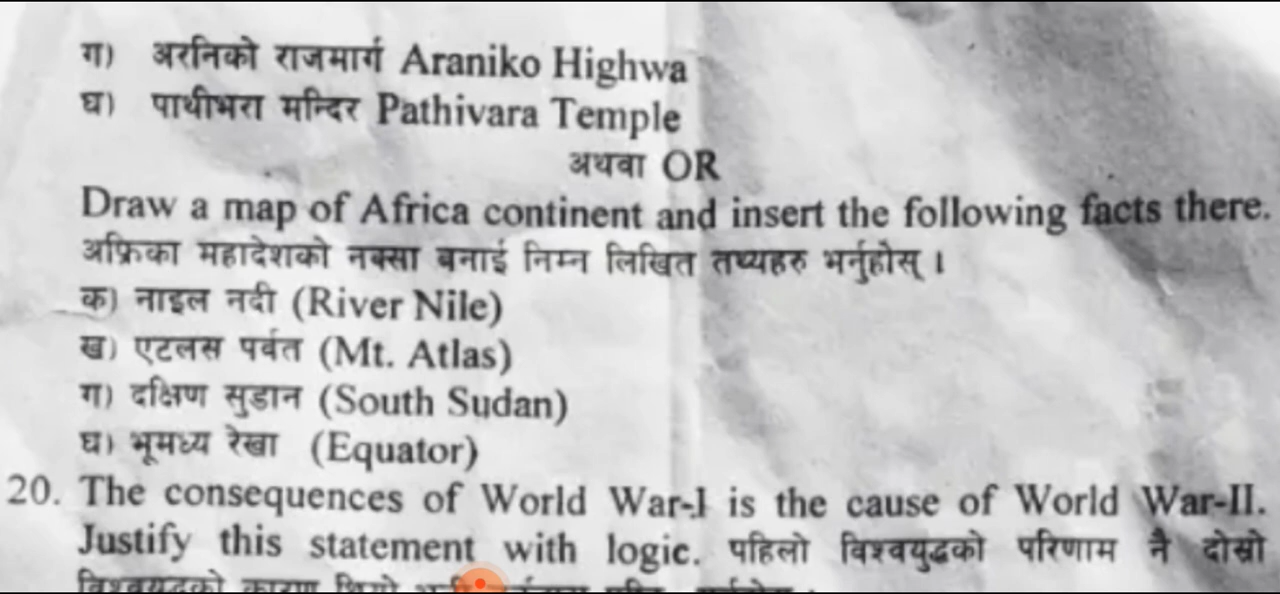 ग) अरनिको राजमार्ग Araniko Highwa
घ) पाथीभरा मन्दिर Pathivara Temple
अथवा OR
Draw a map of Africa continent and insert the following facts there.
अफ्रिका महादेशको नक्सा बनाई निम्न लिखित तथ्यहरु भर्नुहोस् ।
क) नाइल नदी (River Nile)
ख) एटलस पर्वत (Mt. Atlas)
ग) दक्षिण सुडान (South Sudan)
घ) भूमध्य रेखा (Equator)
20. The consequences of World War-I is the cause of World War-II.
Justify this statement with logic. पहिलो विश्वयुद्धको परिणाम नै दोस्रो
विश्वयुद्धको कारण थियो